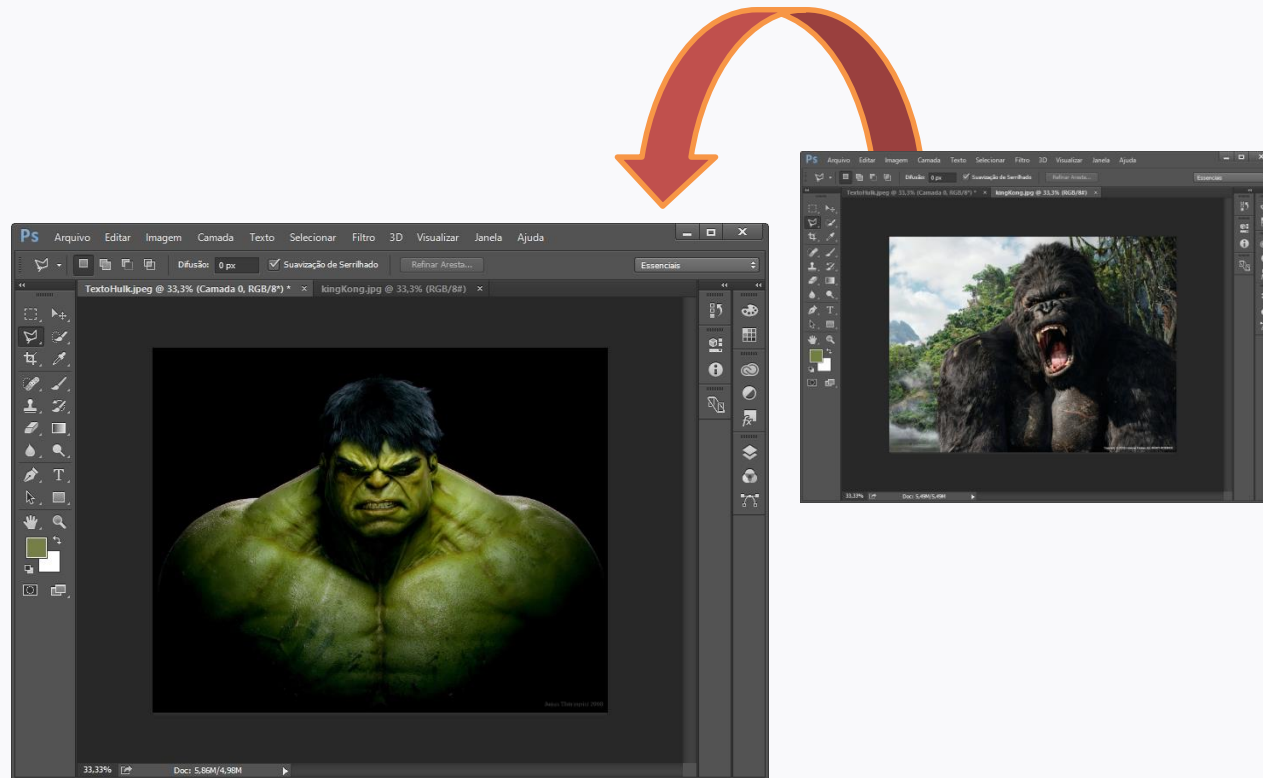 Ps Arquivo Editar Imagem Camada Texto Selecionar Filtro 3D Visualizar Janela Ajuda
Difusão: 0 px Suavização de Serrilhado Refinar Aresta... Essenciais
TextoHulk.jpeg @ 33,3% (Camada 0, RGB/8*) * × kingKong.jpg @ 33,3% (RGB/8#) ×
33,33% Doc: 5,86M/4,98M
Ps Arquivo Editar Imagem Camada Texto Selecionar Filtro 3D Visualizar Janela Ajuda
Difusão: 0 px Suavização de Serrilhado Refinar Aresta... Essenciais
TextoHulk.jpeg @ 33,3% (Camada 0, RGB/8*) * × kingKong.jpg @ 33,3% (RGB/8#) ×
33,33% Doc: 5,49M/5,49M